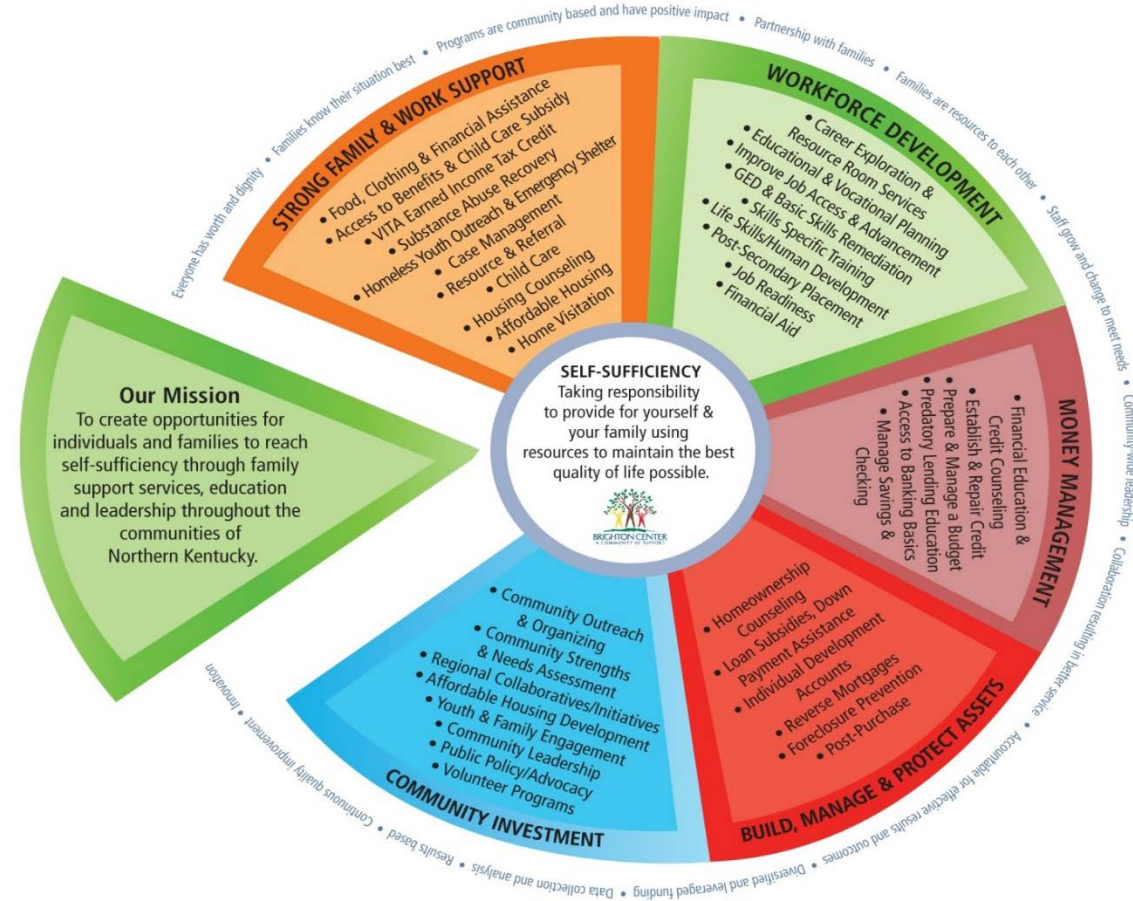 Everyone has worth and dignity • Families know their situation best • Programs are community based and have positive impact • Partnership with families • Families are resources to each other • Staff grow and change to meet needs • Community-wide leadership • Collaboration resulting in better service • Accountable for effective results and outcomes • Diversified and leveraged funding • Data collection and analysis • Results based • Continuous quality improvement • Innovation
Our Mission
To create opportunities for
individuals and families to reach
self-sufficiency through family
support services, education
and leadership throughout the
communities of
Northern Kentucky.
STRONG FAMILY & WORK SUPPORT
• Food, Clothing & Financial Assistance
• Access to Benefits & Child Care Subsidy
• VITA Earned Income Tax Credit
• Substance Abuse Recovery
• Homeless Youth Outreach & Emergency Shelter
• Case Management
• Resource & Referral
• Child Care
• Housing Counseling
• Affordable Housing
• Home Visitation
WORKFORCE DEVELOPMENT
• Career Exploration &
Resource Room Services
• Educational & Vocational Planning
• Improve Job Access & Advancement
• GED & Basic Skills Remediation
• Skills Specific Training
• Life Skills/Human Development
• Post-Secondary Placement
• Job Readiness
• Financial Aid
MONEY MANAGEMENT
• Financial Education &
Credit Counseling
• Establish & Repair Credit
• Prepare & Manage a Budget
• Predatory Lending Education
• Access to Banking Basics
• Manage Savings &
Checking
BUILD, MANAGE & PROTECT ASSETS
• Homeownership
Counseling
• Loan Subsidies, Down
Payment Assistance
• Individual Development
Accounts
• Reverse Mortgages
• Foreclosure Prevention
• Post-Purchase
COMMUNITY INVESTMENT
• Community Outreach
& Organizing
• Community Strengths
& Needs Assessment
• Regional Collaboratives/Initiatives
• Affordable Housing Development
• Youth & Family Engagement
• Community Leadership
• Public Policy/Advocacy
• Volunteer Programs
SELF-SUFFICIENCY
Taking responsibility
to provide for yourself &
your family using
resources to maintain the best
quality of life possible.
BRIGHTON CENTER
A COMMUNITY OF SUPPORT